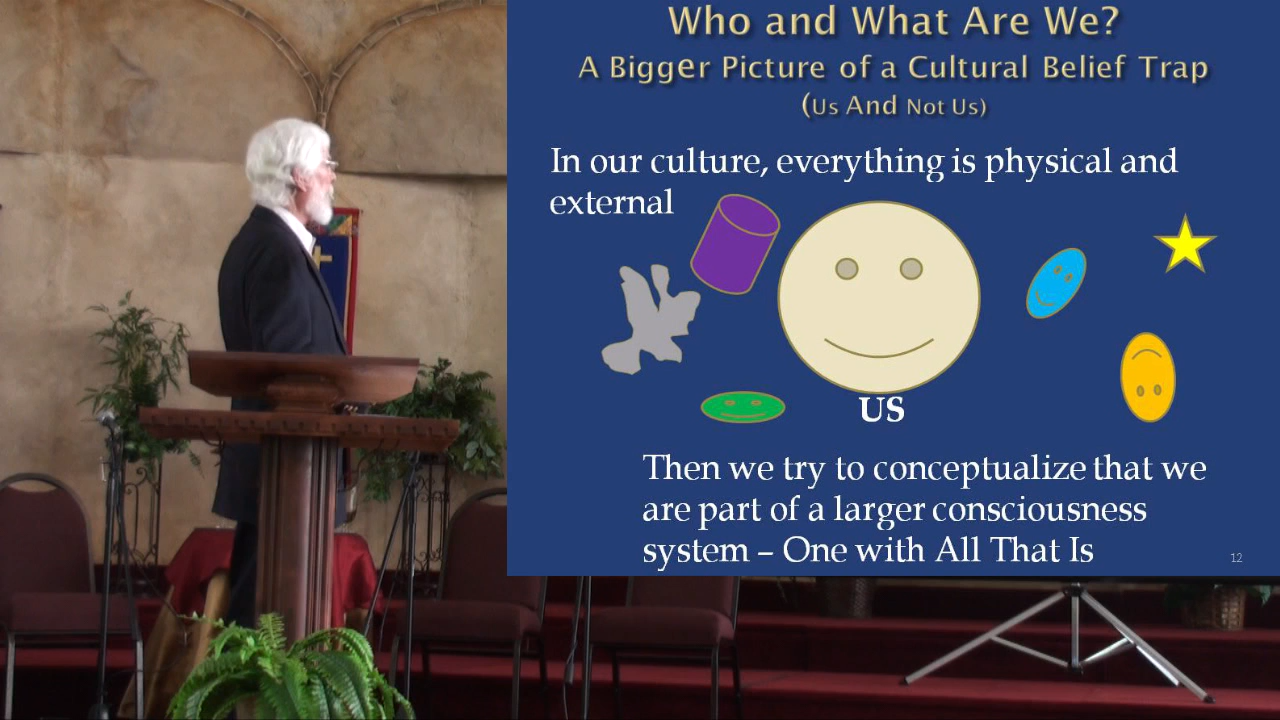 Who and What Are We?
A Bigger Picture of a Cultural Belief Trap
(Us And Not Us)
In our culture, everything is physical and
external
US
Then we try to conceptualize that we
are part of a larger consciousness
system – One with All That Is
12